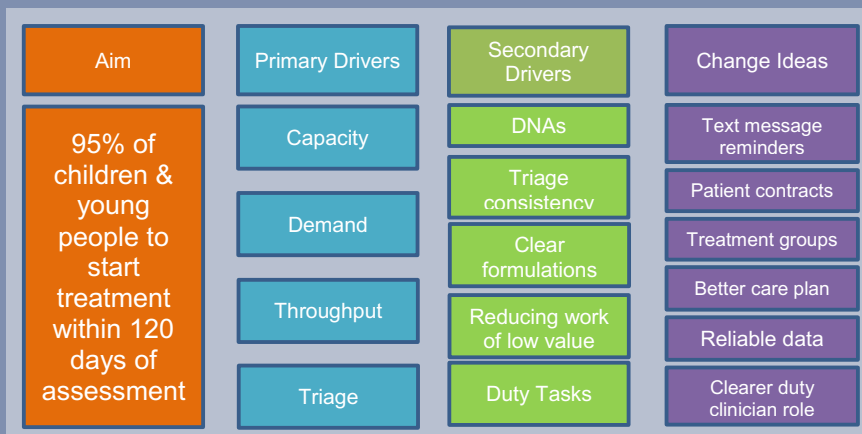 Aim
95% of
children &
young
people to
start
treatment
within 120
days of
assessment
Primary Drivers
Capacity
Demand
Throughput
Triage
Secondary
Drivers
DNAs
Triage
consistency
Clear
formulations
Reducing work
of low value
Duty Tasks
Change Ideas
Text message
reminders
Patient contracts
Treatment groups
Better care plan
Reliable data
Clearer duty
clinician role